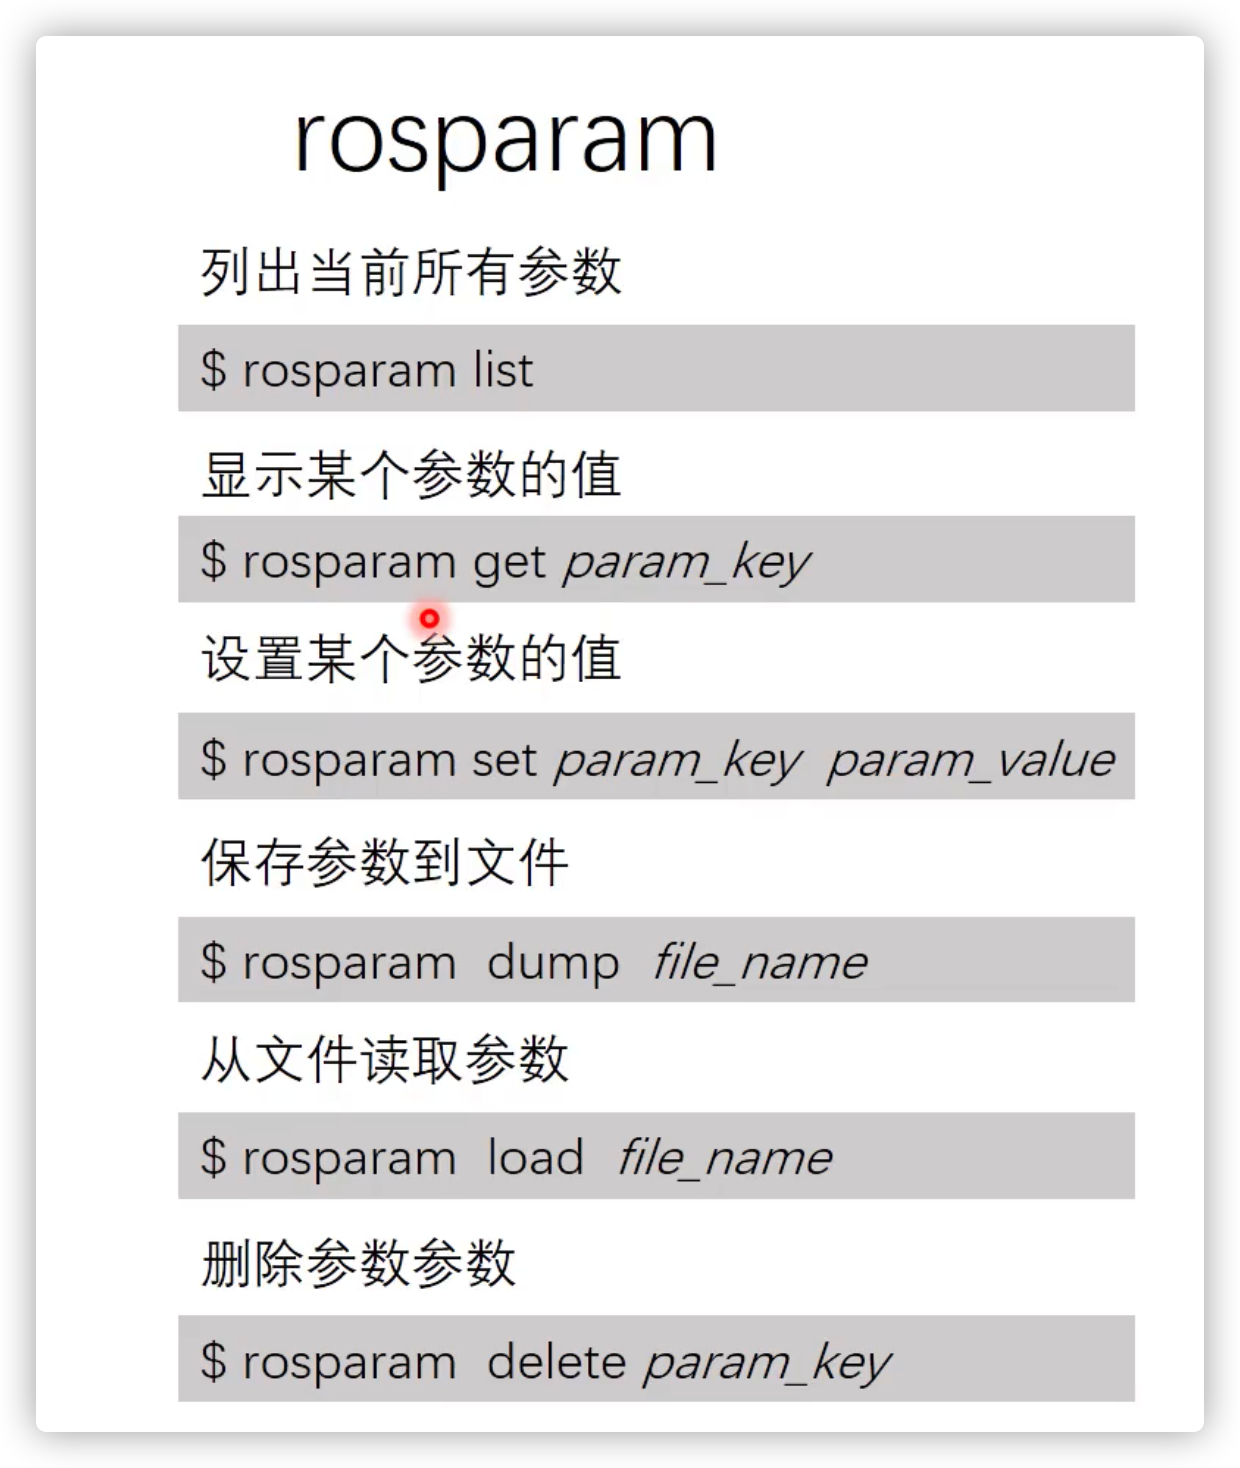 rosparam
列出当前所有参数
$ rosparam list
显示某个参数的值
$ rosparam get param_key
设置某个参数的值
$ rosparam set param_key param_value
保存参数到文件
$ rosparam dump file_name
从文件读取参数
$ rosparam load file_name
删除参数参数
$ rosparam delete param_key